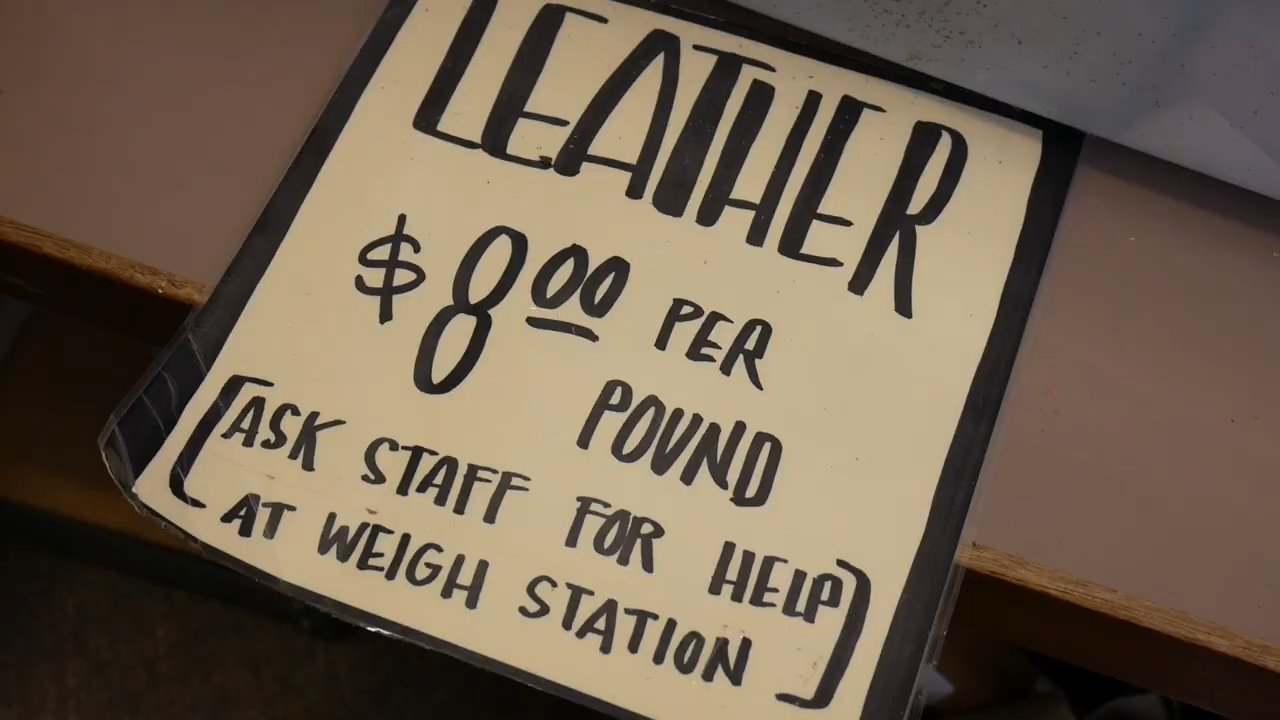 LEATHER
$8.00 PER
POUND
[ASK STAFF FOR HELP
AT WEIGH STATION]